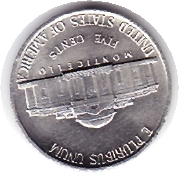 E PLURIBUS UNUM
MONTICELLO
FIVE CENTS
UNITED STATES OF AMERICA